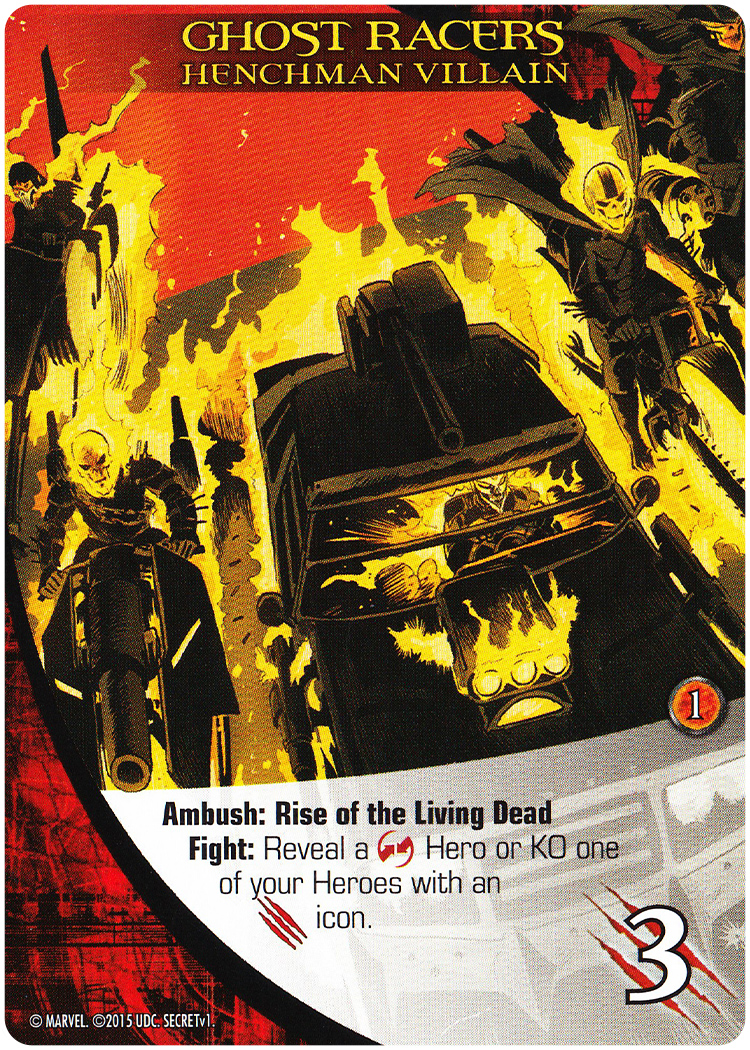 GHOST RACERS
HENCHMAN VILLAIN
1
Ambush: Rise of the Living Dead
Fight: Reveal a Hero or KO one
of your Heroes with an
icon.
3
© MARVEL. ©2015 UDC. SECRETv1.